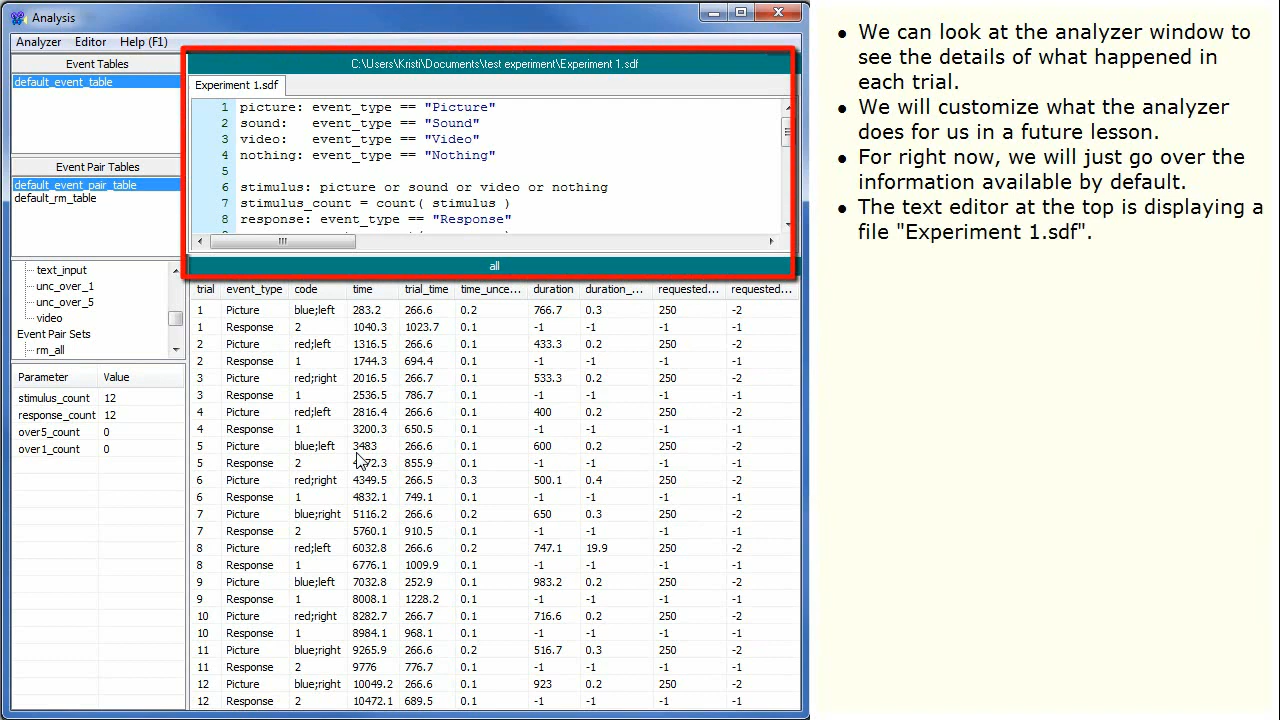 Analysis
Analyzer Editor Help (F1)
Event Tables
default_event_table
Event Pair Tables
default_event_pair_table
default_rm_table
text_input
unc_over_1
unc_over_5
video
Event Pair Sets
rm_all
Parameter Value
stimulus_count 12
response_count 12
over5_count 0
over1_count 0
C:\Users\Kristi\Documents\test experiment\Experiment 1.sdf
Experiment 1.sdf
1 picture: event_type == "Picture"
2 sound: event_type == "Sound"
3 video: event_type == "Video"
4 nothing: event_type == "Nothing"
5
6 stimulus: picture or sound or video or nothing
7 stimulus_count = count( stimulus )
8 response: event_type == "Response"
all
trial event_type code time trial_time time_unce... duration duration_... requested... requested...
1 Picture blue;left 283.2 266.6 0.2 766.7 0.3 250 -2
1 Response 2 1040.3 1023.7 0.1 -1 -1 -1 -1
2 Picture red;left 1316.5 266.6 0.1 433.3 0.2 250 -2
2 Response 1 1744.3 694.4 0.1 -1 -1 -1 -1
3 Picture red;right 2016.5 266.7 0.1 533.3 0.2 250 -2
3 Response 1 2536.5 786.7 0.1 -1 -1 -1 -1
4 Picture red;left 2816.4 266.6 0.1 400 0.2 250 -2
4 Response 1 3200.3 650.5 0.1 -1 -1 -1 -1
5 Picture blue;left 3483 266.6 0.1 600 0.2 250 -2
5 Response 2 855.9 0.1 -1 -1 -1 -1
6 Picture red;right 4349.5 266.5 0.3 500.1 0.4 250 -2
6 Response 1 4832.1 749.1 0.1 -1 -1 -1 -1
7 Picture blue;right 5116.2 266.6 0.2 650 0.3 250 -2
7 Response 2 5760.1 910.5 0.1 -1 -1 -1 -1
8 Picture red;left 6032.8 266.6 0.2 747.1 19.9 250 -2
8 Response 1 6776.1 1009.9 0.1 -1 -1 -1 -1
9 Picture blue;left 7032.8 252.9 0.1 983.2 0.2 250 -2
9 Response 1 8008.1 1228.2 0.1 -1 -1 -1 -1
10 Picture red;right 8282.7 266.7 0.1 716.6 0.2 250 -2
10 Response 1 8984.1 968.1 0.1 -1 -1 -1 -1
11 Picture blue;right 9265.9 266.6 0.2 516.7 0.3 250 -2
11 Response 2 9776 776.7 0.1 -1 -1 -1 -1
12 Picture blue;right 10049.2 266.6 0.1 923 0.2 250 -2
12 Response 2 10472.1 689.5 0.1 -1 -1 -1 -1
• We can look at the analyzer window to
see the details of what happened in
each trial.
• We will customize what the analyzer
does for us in a future lesson.
• For right now, we will just go over the
information available by default.
• The text editor at the top is displaying a
file "Experiment 1.sdf".